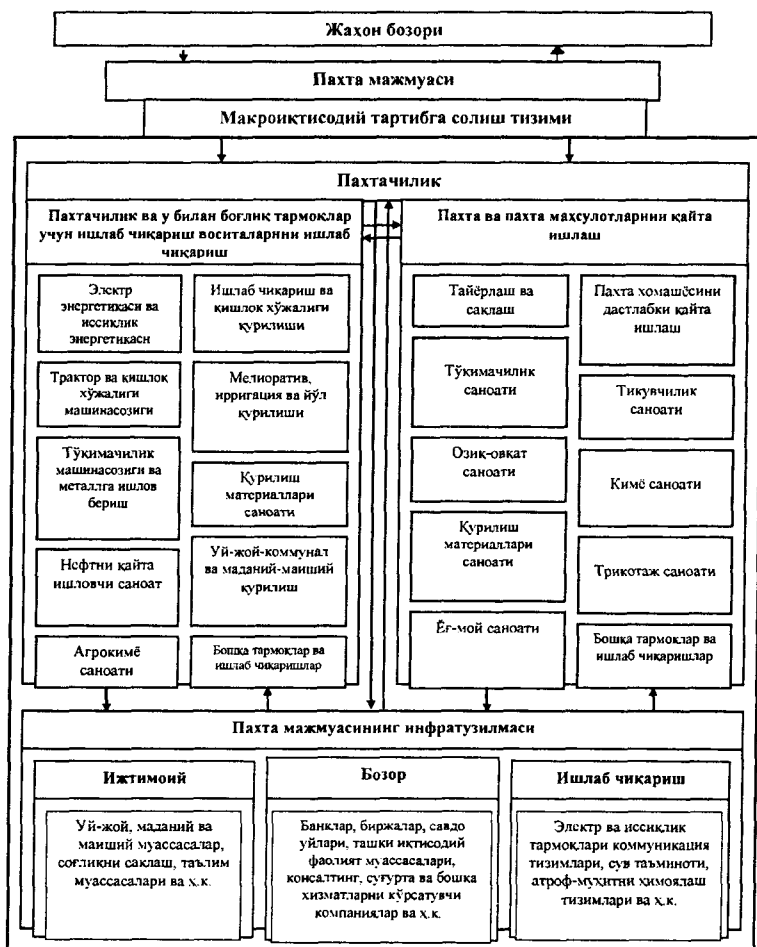 Жаҳон бозори
Пахта мажмуаси
Макроиқтисодий тартибга солиш тизими
Пахтачилик
Пахтачилик ва у билан боғлиқ тармоқлар
учун ишлаб чиқариш воситаларини ишлаб
чиқариш
Электр
энергетикаси ва
иссиқлик
энергетикаси
Трактор ва қишлоқ
хўжалиги
машинасозиги
Тўқимачилик
машинасозиги ва
металлга ишлов
бериш
Нефтни қайта
ишловчи саноат
Агрокимё
саноати
Ишлаб чиқариш ва
қишлоқ хўжалиги
қурилиши
Мелиоратив,
ирригация ва йўл
қурилиши
Қурилиш
материаллари
саноати
Уй-жой-коммунал
ва маданий-маиший
қурилиш
Бошқа тармоқлар ва
ишлаб чиқаришлар
Пахта ва пахта маҳсулотларини қайта
ишлаш
Тайёрлаш ва
сақлаш
Тўқимачилик
саноати
Озиқ-овқат
саноати
Қурилиш
материаллари
саноати
Ёғ-мой саноати
Пахта хомашёсини
дастлабки қайта
ишлаш
Тикувчилик
саноати
Кимё саноати
Трикотаж саноати
Бошқа тармоқлар ва
ишлаб чиқаришлар
Пахта мажмуасининг инфратузилмаси
Ижтимоий
Уй-жой, маданий ва
маиший муассасалар,
соғлиқни сақлаш, таълим
муассасалари ва ҳ.к.
Бозор
Банклар, биржалар, савдо
уйлари, ташқи иқтисодий
фаолият муассасалари,
консалтинг, суғурта ва бошқа
хизматларни кўрсатувчи
компаниялар ва ҳ.к.
Ишлаб чиқариш
Электр ва иссиқлик
тармоқлари коммуникация
тизимлари, сув таъминоти,
атроф-муҳитни ҳимоялаш
тизимлари ва ҳ.к.